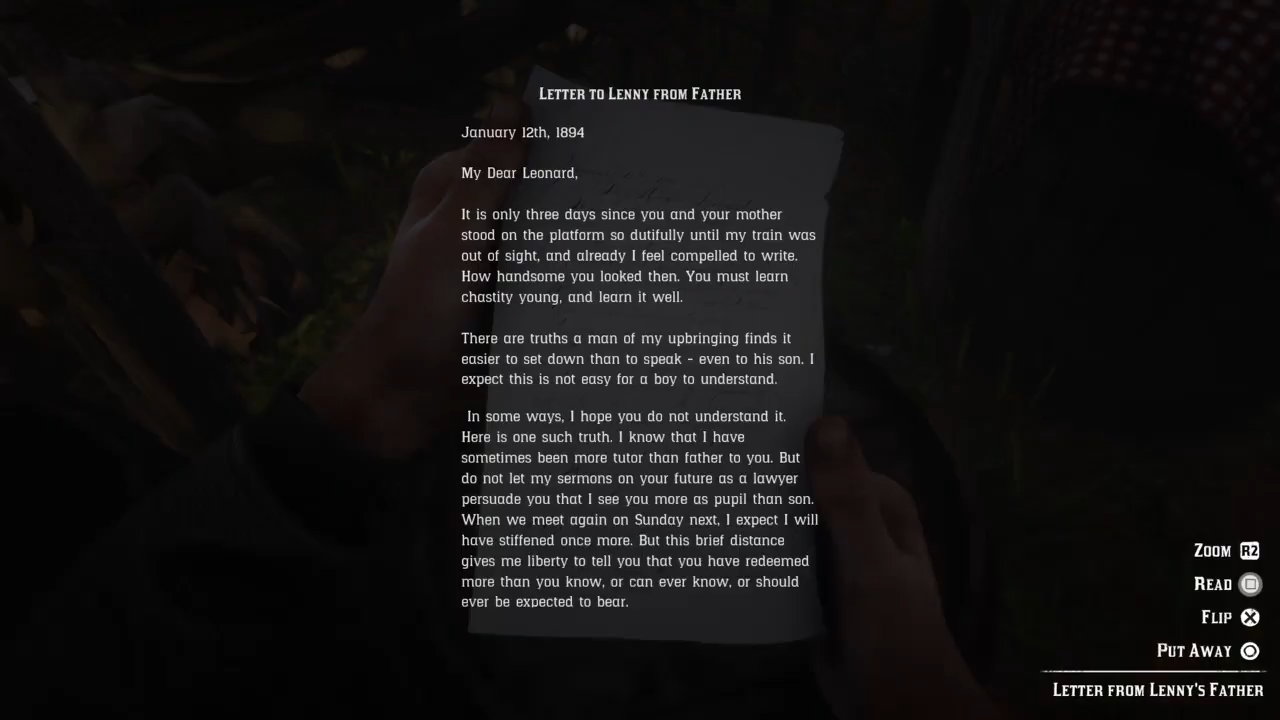 LETTER TO LENNY FROM FATHER
January 12th, 1894
My Dear Leonard,
It is only three days since you and your mother
stood on the platform so dutifully until my train was
out of sight, and already I feel compelled to write.
How handsome you looked then. You must learn
chastity young, and learn it well.
There are truths a man of my upbringing finds it
easier to set down than to speak - even to his son. I
expect this is not easy for a boy to understand.
In some ways, I hope you do not understand it.
Here is one such truth. I know that I have
sometimes been more tutor than father to you. But
do not let my sermons on your future as a lawyer
persuade you that I see you more as pupil than son.
When we meet again on Sunday next, I expect I will
have stiffened once more. But this brief distance
gives me liberty to tell you that you have redeemed
more than you know, or can ever know, or should
ever be expected to bear.
ZOOM R2
READ
FLIP
PUT AWAY
LETTER FROM LENNY'S FATHER